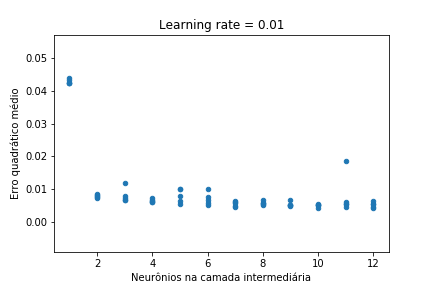 Learning rate = 0.01
Erro quadrático médio
0.05
0.04
0.03
0.02
0.01
0.00
2 4 6 8 10 12
Neurônios na camada intermediária